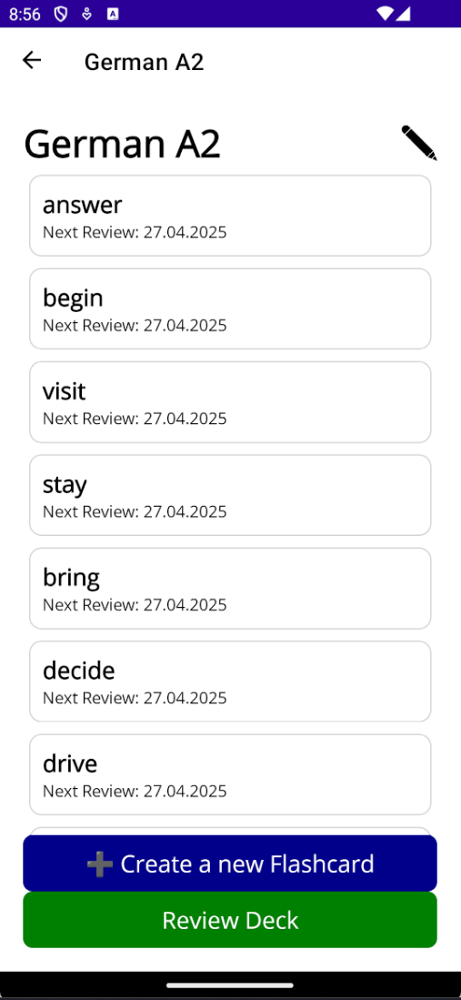 8:56
German A2
German A2
answer
Next Review: 27.04.2025
begin
Next Review: 27.04.2025
visit
Next Review: 27.04.2025
stay
Next Review: 27.04.2025
bring
Next Review: 27.04.2025
decide
Next Review: 27.04.2025
drive
Next Review: 27.04.2025
➕ Create a new Flashcard
Review Deck